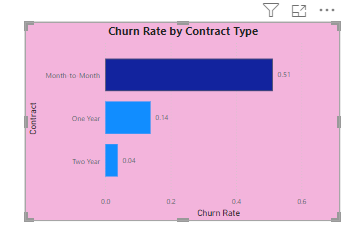 Churn Rate by Contract Type
Contract
Month-to-Month 0.51
One Year 0.14
Two Year 0.04
0.0 0.2 0.4 0.6
Churn Rate